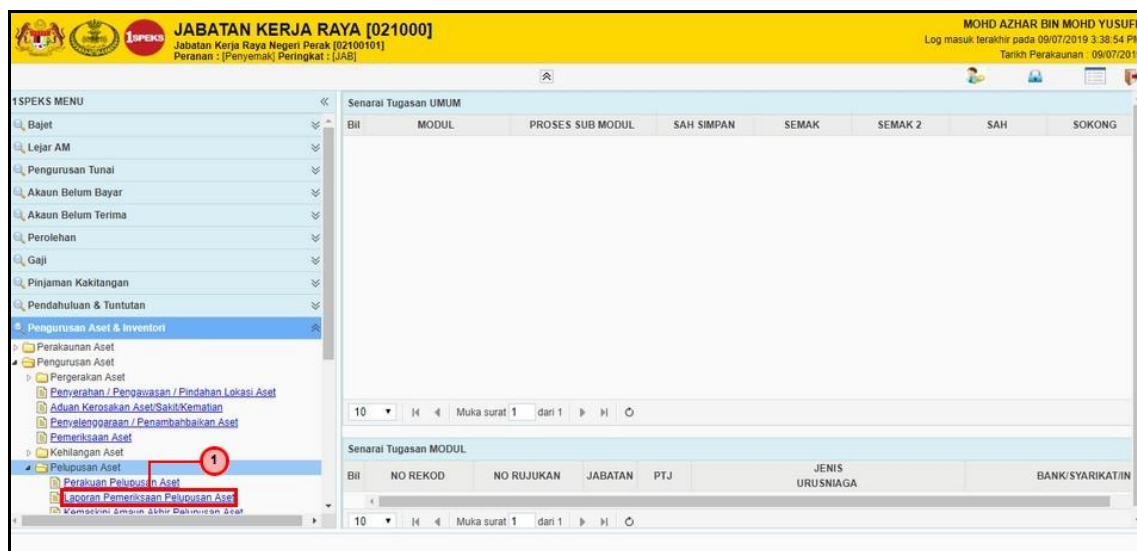 1SPEKS
JABATAN KERJA RAYA [021000]
Jabatan Kerja Raya Negeri Perak [02100101]
Peranan : [Penyemak] Peringkat : [JAB]
MOHD AZHAR BIN MOHD YUSUF
Log masuk terakhir pada 09/07/2019 3:38:54 PM
Tarikh Perakaunan : 09/07/201
1SPEKS MENU
Bajet
Lejar AM
Pengurusan Tunai
Akaun Belum Bayar
Akaun Belum Terima
Perolehan
Gaji
Pinjaman Kakitangan
Pendahuluan & Tuntutan
Pengurusan Aset & Inventori
Perakaunan Aset
Pengurusan Aset
Pergerakan Aset
Penyerahan / Pengawasan / Pindahan Lokasi Aset
Aduan Kerosakan Aset/Sakit/Kematian
Penyelenggaraan / Penambahbaikan Aset
Pemeriksaan Aset
Kehilangan Aset
Pelupusan Aset
1
Perakuan Pelupusan Aset
Laporan Pemeriksaan Pelupusan Aset
Kemaskini Amaun Akhir Pelupusan Aset
Senarai Tugasan UMUM
Bil MODUL PROSES SUB MODUL SAH SIMPAN SEMAK SEMAK 2 SAH SOKONG
10 Muka surat 1 dari 1
Senarai Tugasan MODUL
Bil NO REKOD NO RUJUKAN JABATAN PTJ JENIS URUSNIAGA BANK/SYARIKAT/IN
10 Muka surat 1 dari 1